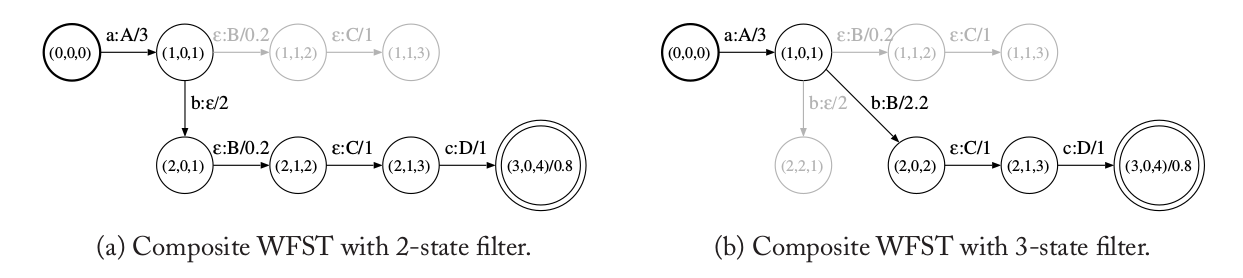 a:A/3 ε:B/0.2 ε:C/1
(0,0,0) (1,0,1) (1,1,2) (1,1,3)
b:ε/2
ε:B/0.2 ε:C/1 c:D/1
(2,0,1) (2,1,2) (2,1,3) (3,0,4)/0.8
(a) Composite WFST with 2-state filter.
a:A/3 ε:B/0.2 ε:C/1
(0,0,0) (1,0,1) (1,1,2) (1,1,3)
b:ε/2 b:B/2.2
ε:C/1 c:D/1
(2,2,1) (2,0,2) (2,1,3) (3,0,4)/0.8
(b) Composite WFST with 3-state filter.